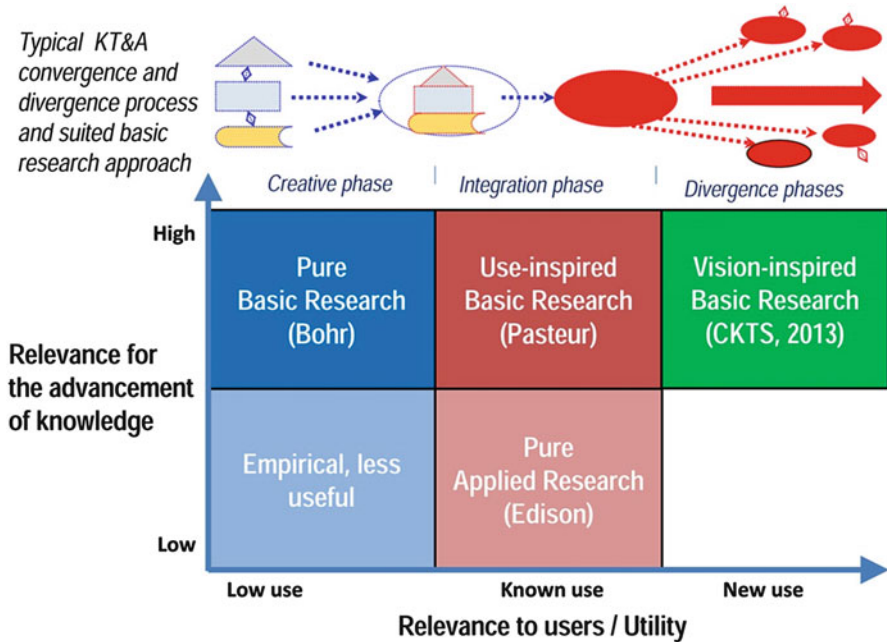 Typical KT&A
convergence and
divergence process
and suited basic
research approach
Creative phase
Integration phase
Divergence phases
High
Pure
Basic Research
(Bohr)
Use-inspired
Basic Research
(Pasteur)
Vision-inspired
Basic Research
(CKTS, 2013)
Relevance for
the advancement
of knowledge
Empirical, less
useful
Pure
Applied Research
(Edison)
Low
Low use
Known use
New use
Relevance to users / Utility